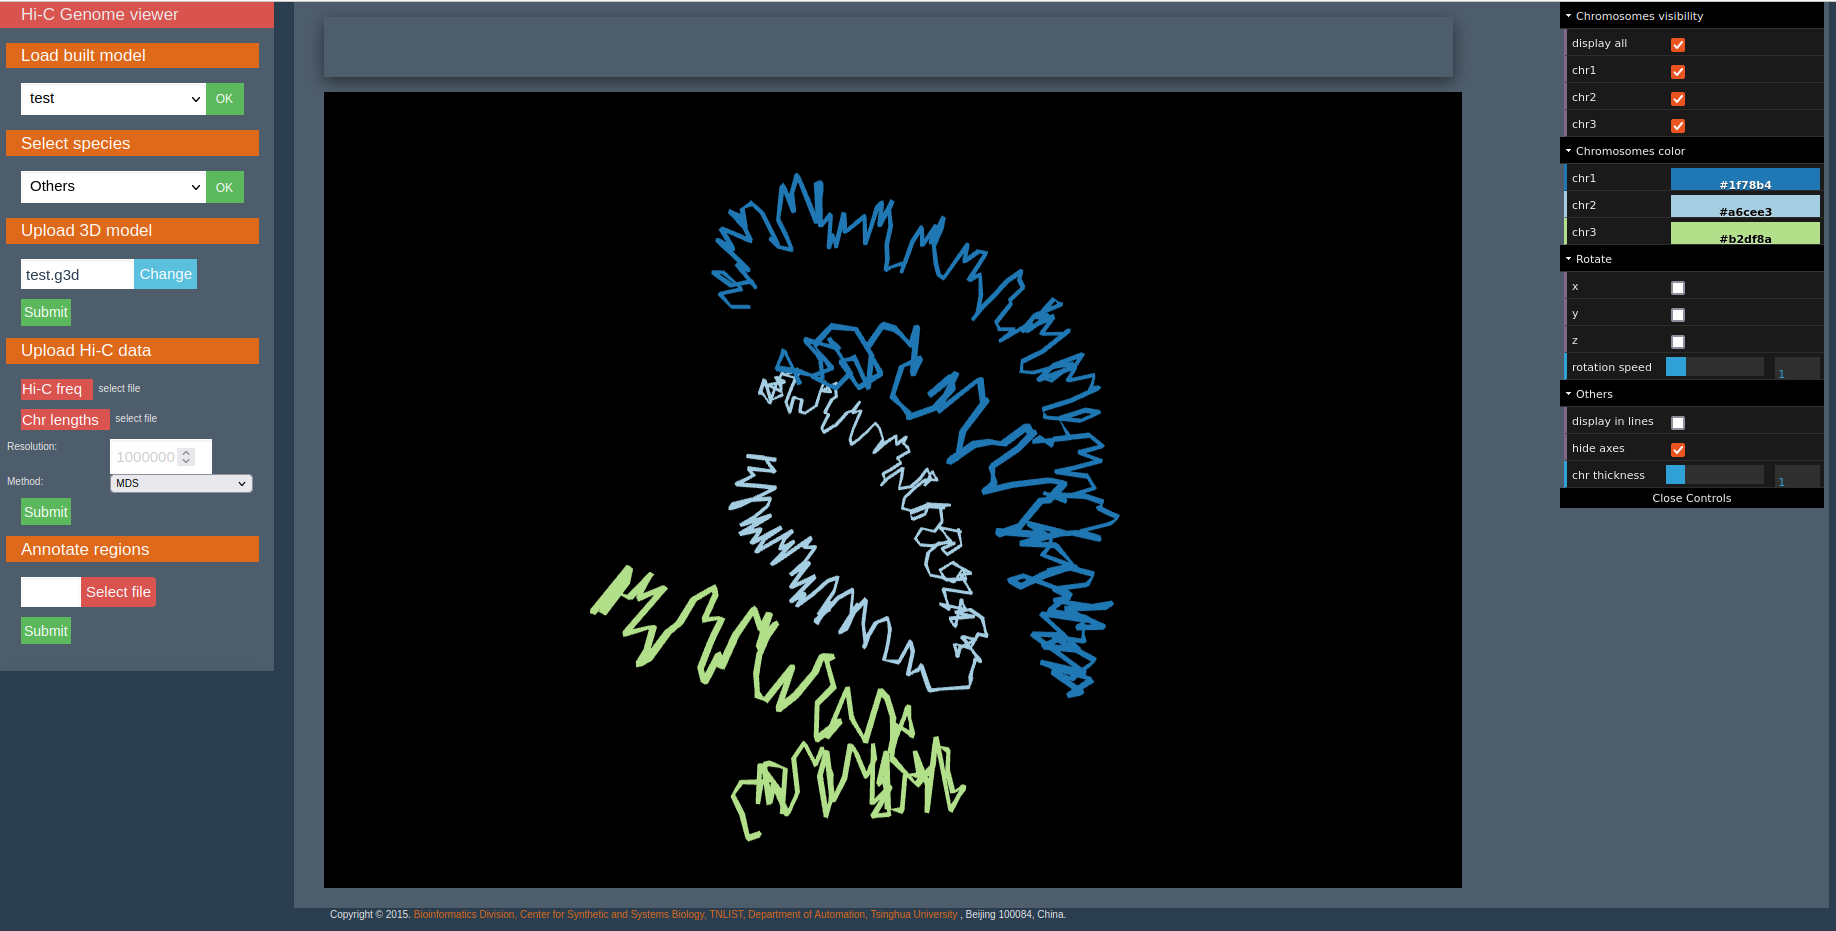 Hi-C Genome viewer
Load built model
test
OK
Select species
Others
OK
Upload 3D model
test.g3d
Change
Submit
Upload Hi-C data
Hi-C freq
select file
Chr lengths
select file
Resolution:
1000000
Method:
MDS
Submit
Annotate regions
Select file
Submit
Chromosomes visibility
display all
chr1
chr2
chr3
Chromosomes color
chr1
#1f78b4
chr2
#a6cee3
chr3
#b2df8a
Rotate
x
y
z
rotation speed
1
Others
display in lines
hide axes
chr thickness
1
Close Controls
Copyright © 2015. Bioinformatics Division, Center for Synthetic and Systems Biology, TNLIST, Department of Automation, Tsinghua University , Beijing 100084, China.